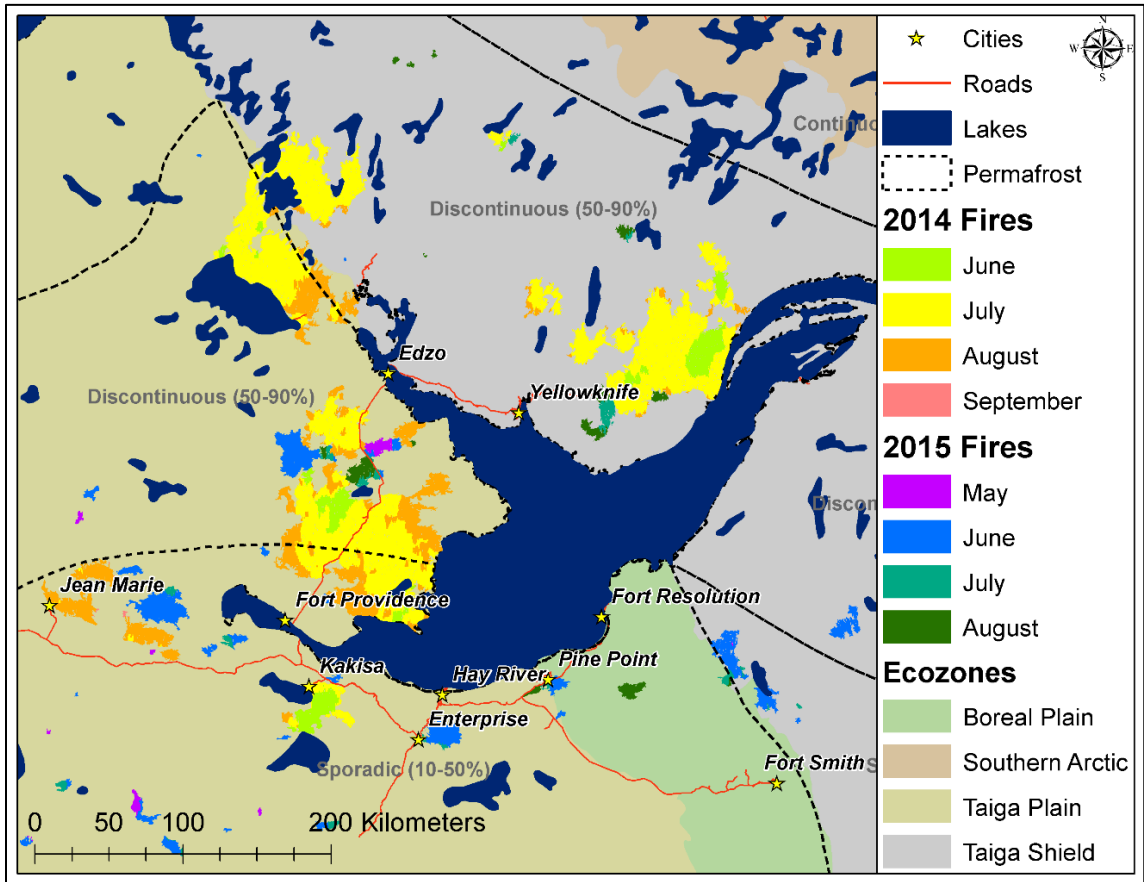 Continuo
Discontinuous (50-90%)
Edzo
Discontinuous (50-90%)
Yellowknife
Discon
Jean Marie
Fort Providence
Fort Resolution
Kakisa
Hay River
Pine Point
Enterprise
Sporadic (10-50%)
Fort Smith
S
0 50 100 200 Kilometers
N
W E
S
Cities
Roads
Lakes
Permafrost
2014 Fires
June
July
August
September
2015 Fires
May
June
July
August
Ecozones
Boreal Plain
Southern Arctic
Taiga Plain
Taiga Shield